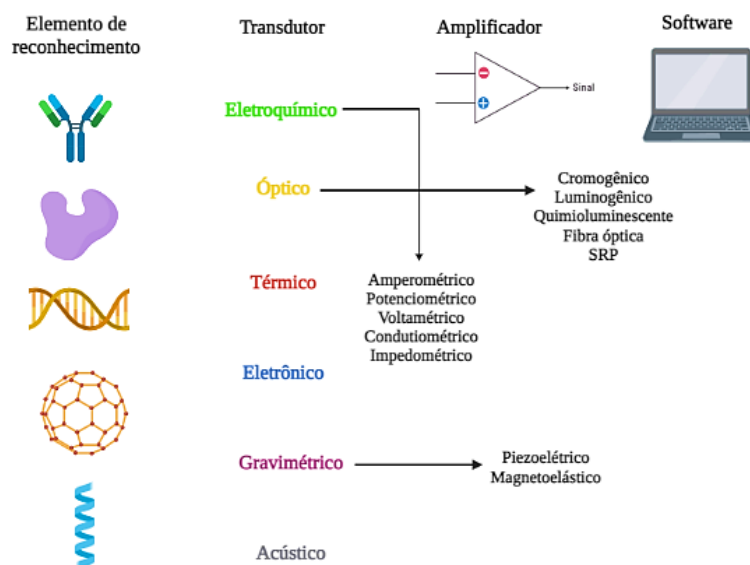 Elemento de
reconhecimento
Transdutor
Amplificador
Software
Sinal
Eletroquímico
Óptico
Cromogênico
Luminogênico
Quimioluminescente
Fibra óptica
SRP
Térmico
Amperométrico
Potenciométrico
Voltamétrico
Condutiométrico
Impedométrico
Eletrônico
Gravimétrico
Piezoelétrico
Magnetoelástico
Acústico